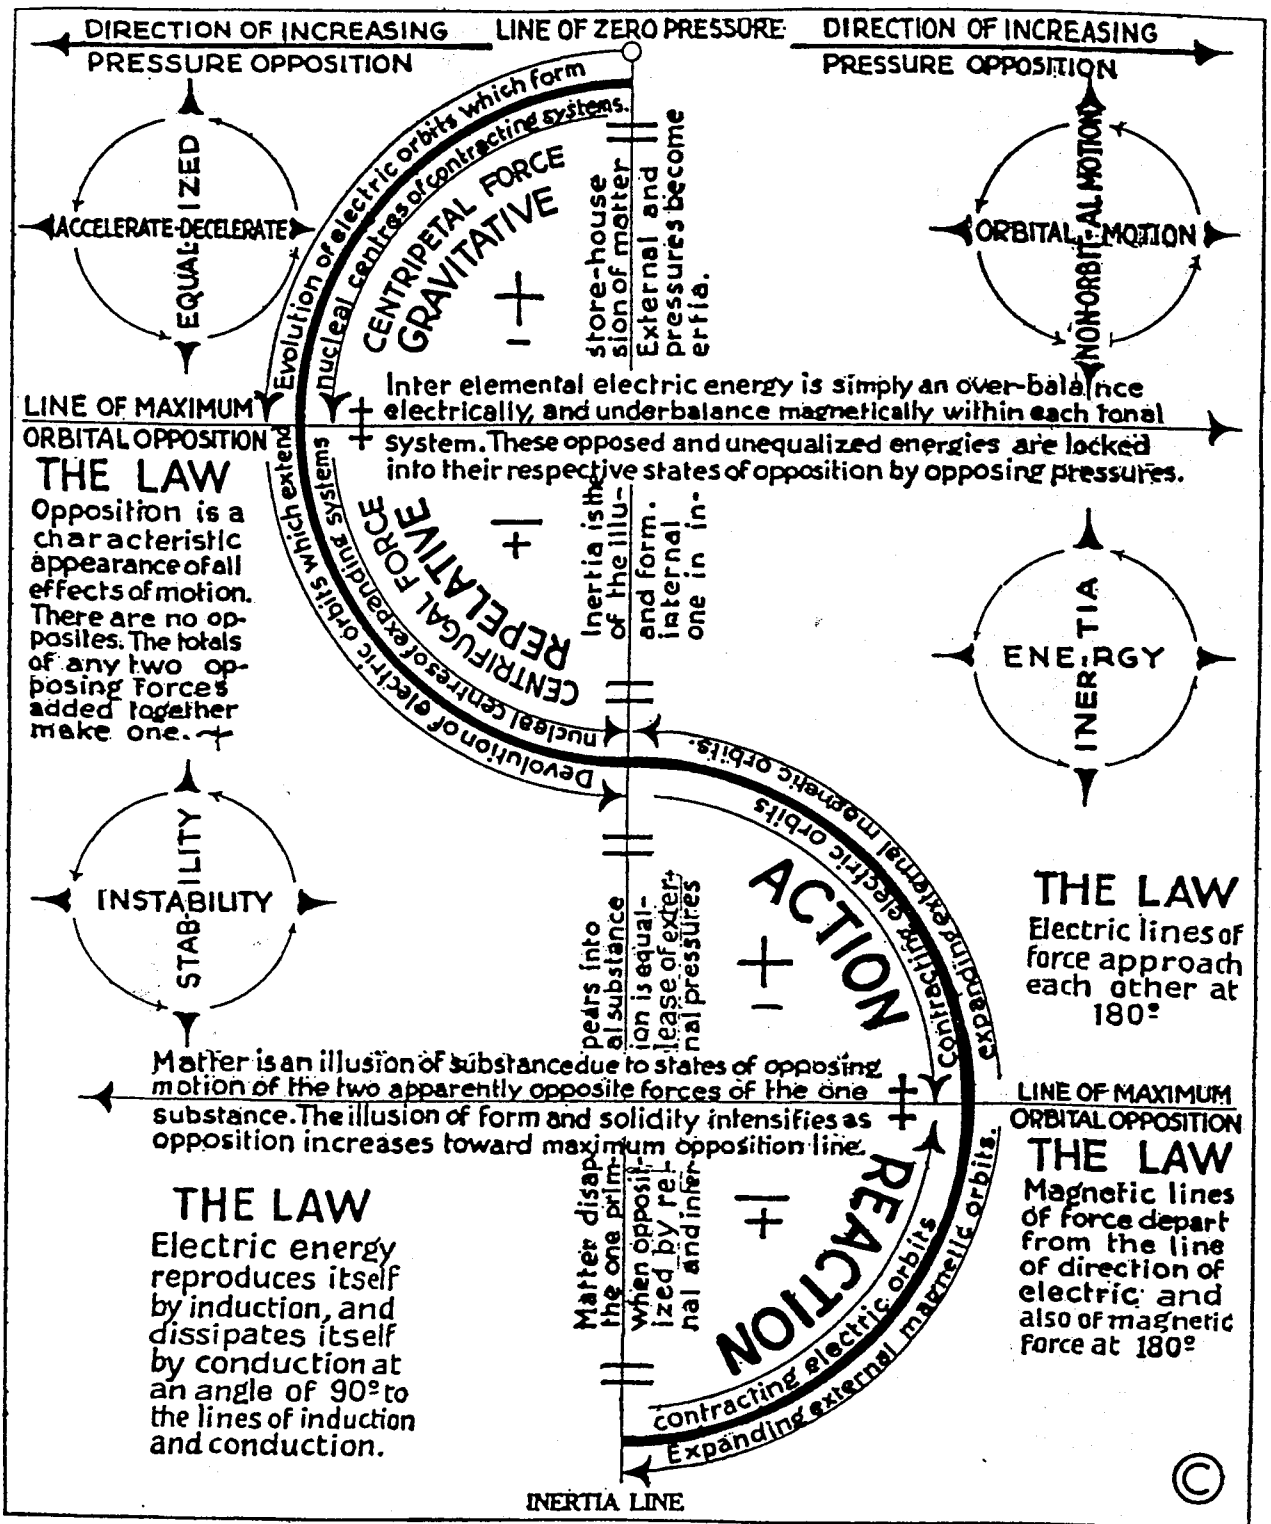 DIRECTION OF INCREASING
PRESSURE OPPOSITION
LINE OF ZERO PRESSURE
DIRECTION OF INCREASING
PRESSURE OPPOSITION
EQUALIZED
ACCELERATE-DECELERATE
NON-ORBIT-AL MOTION
ORBITAL-MOTION
Evolution of electric orbits which form
nucleal centres of contracting systems.
CENTRIPETAL FORCE
GRAVITATIVE
+
-
store-house
sion of matter
External and
pressures become
ertia.
LINE OF MAXIMUM
ORBITAL OPPOSITION
Inter elemental electric energy is simply an over-balance
electrically, and underbalance magnetically within each tonal
system. These opposed and unequalized energies are locked
into their respective states of opposition by opposing pressures.
+
+
THE LAW
Opposition is a
characteristic
appearance of all
effects of motion.
There are no op-
posites. The totals
of any two op-
posing Forces
added together
make one.
Inertia is the
of the illu-
and form.
internal
one in in-
-
+
CENTRIFUGAL FORCE
REPELATIVE
Devolution of electric orbits which extend
nucleal centres of expanding systems
INERTIA
ENERGY
STABILITY
INSTABILITY
expanding external magnetic orbits.
Contracting electric orbits
ACTION
+
-
pears into
al substance
ion is equal-
lease of exter-
nal pressures
THE LAW
Electric lines of
force approach
each other at
180º
Matter is an illusion of substance due to states of opposing
motion of the two apparently opposite forces of the one
substance. The illusion of form and solidity intensifies as
opposition increases toward maximum opposition line.
+
+
LINE OF MAXIMUM
ORBITAL OPPOSITION
THE LAW
Magnetic lines
of force depart
from the line
of direction of
electric and
also of magnetic
force at 180º
Matter disap
the one prim-
when opposit-
ized by re-
nal and inter
-
+
REACTION
contracting electric orbits
Expanding external magnetic orbits.
THE LAW
Electric energy
reproduces itself
by induction, and
dissipates itself
by conduction at
an angle of 90º to
the lines of induction
and conduction.
INERTIA LINE
©